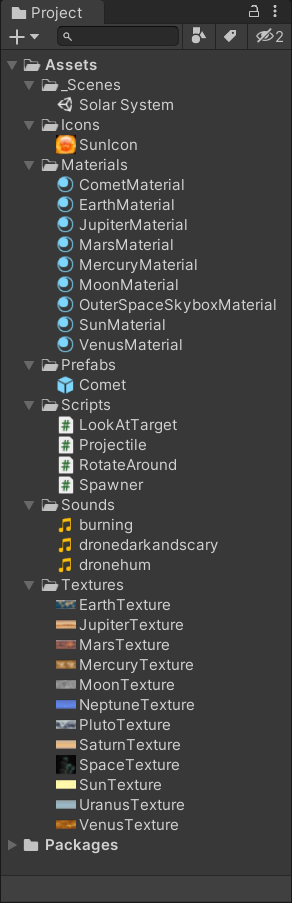 Project
2
Assets
_Scenes
Solar System
Icons
SunIcon
Materials
CometMaterial
EarthMaterial
JupiterMaterial
MarsMaterial
MercuryMaterial
MoonMaterial
OuterSpaceSkyboxMaterial
SunMaterial
VenusMaterial
Prefabs
Comet
Scripts
# LookAtTarget
# Projectile
# RotateAround
# Spawner
Sounds
burning
dronedarkandscary
dronehum
Textures
EarthTexture
JupiterTexture
MarsTexture
MercuryTexture
MoonTexture
NeptuneTexture
PlutoTexture
SaturnTexture
SpaceTexture
SunTexture
UranusTexture
VenusTexture
Packages